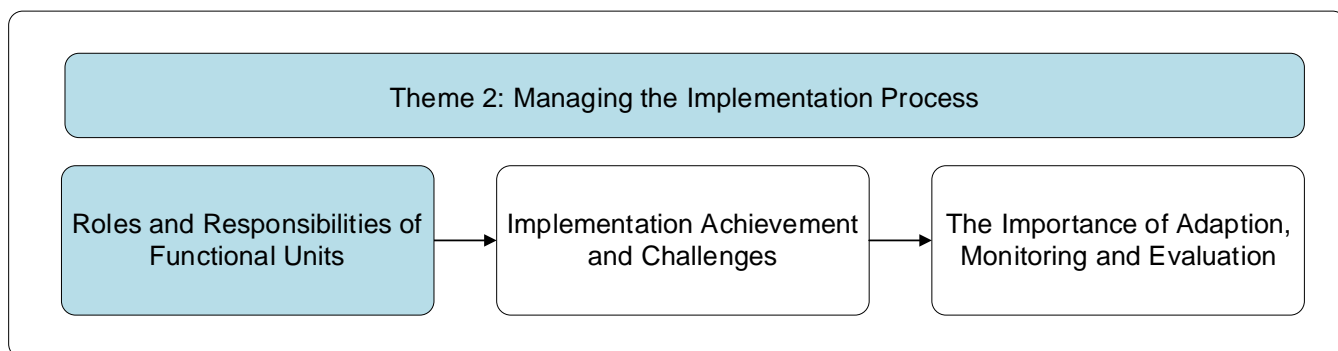 Theme 2: Managing the Implementation Process
Roles and Responsibilities of
Functional Units
Implementation Achievement
and Challenges
The Importance of Adaption,
Monitoring and Evaluation